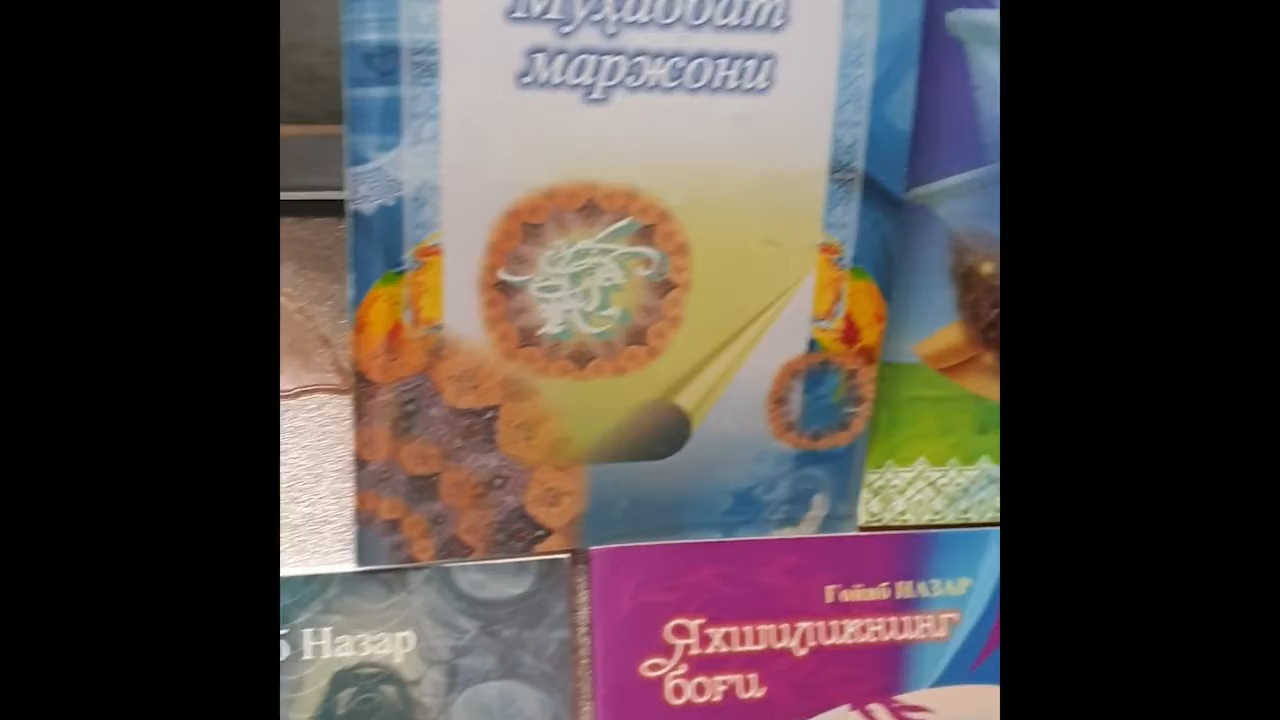 Муҳаббат
маржони
б Назар
Ғойиб НАЗАР
Яхшиликнинг
боғи